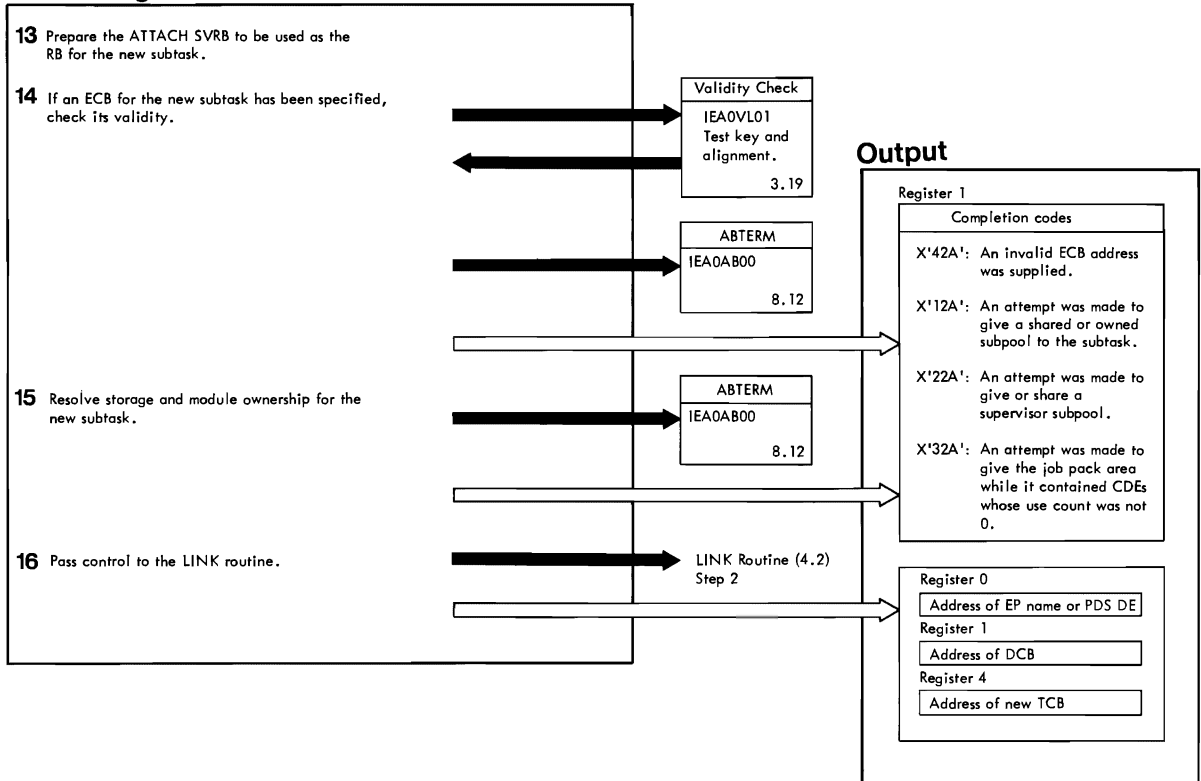 13 Prepare the ATTACH SVRB to be used as the
RB for the new subtask.
14 If an ECB for the new subtask has been specified,
check its validity.
Validity Check
IEA0VL01
Test key and
alignment.
3.19
Output
Register 1
Completion codes
X'42A': An invalid ECB address
was supplied.
X'12A': An attempt was made to
give a shared or owned
subpool to the subtask.
X'22A': An attempt was made to
give or share a
supervisor subpool.
X'32A': An attempt was made to
give the job pack area
while it contained CDEs
whose use count was not
0.
ABTERM
IEA0AB00
8.12
15 Resolve storage and module ownership for the
new subtask.
ABTERM
IEA0AB00
8.12
16 Pass control to the LINK routine.
LINK Routine (4.2)
Step 2
Register 0
Address of EP name or PDS DE
Register 1
Address of DCB
Register 4
Address of new TCB